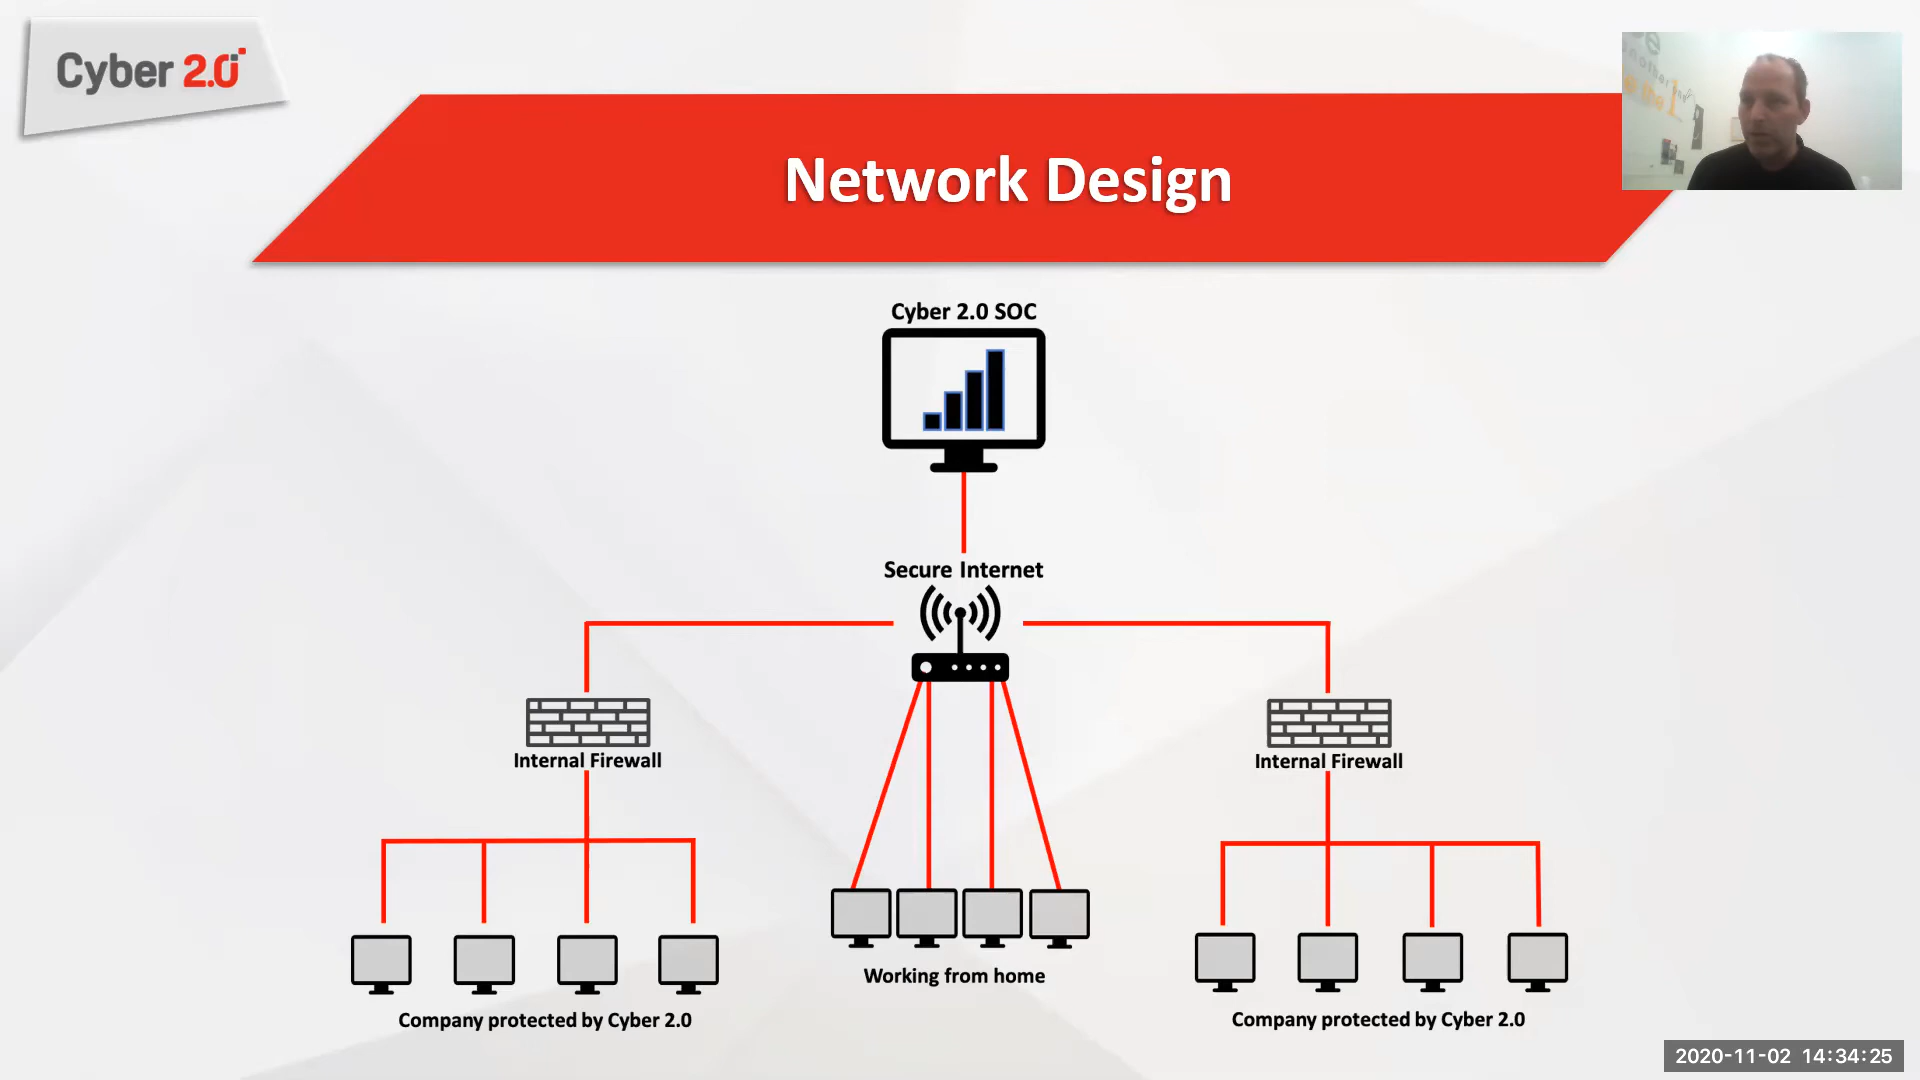 Cyber 2.0
Network Design
Cyber 2.0 SOC
Secure Internet
Internal Firewall
Internal Firewall
Working from home
Company protected by Cyber 2.0
Company protected by Cyber 2.0
2020-11-02 14:34:25